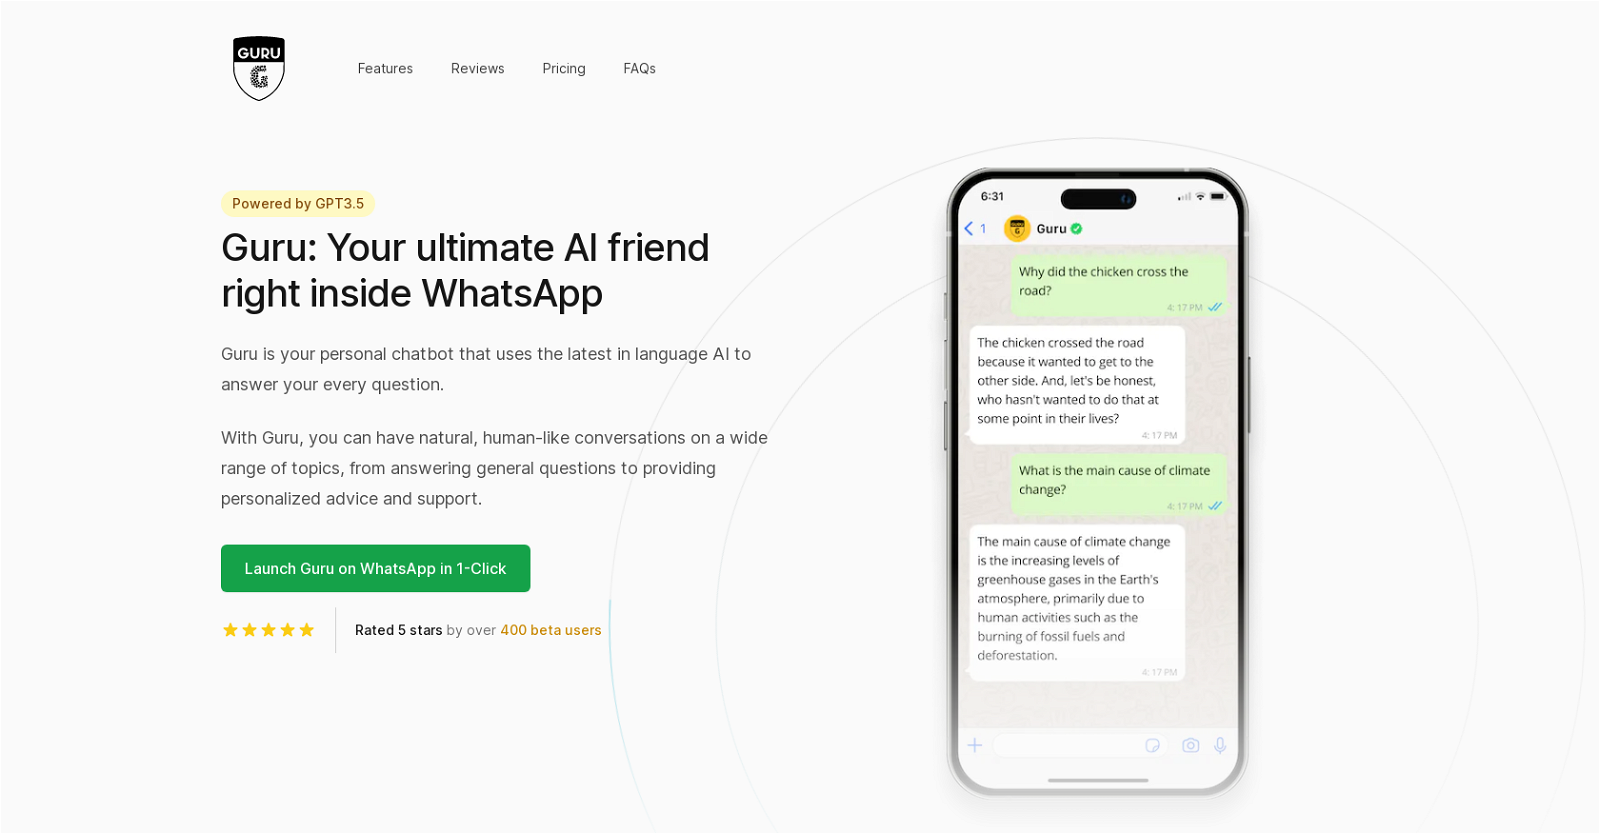 GURU
G
Features
Reviews
Pricing
FAQs
Powered by GPT3.5
Guru: Your ultimate AI friend
right inside WhatsApp
Guru is your personal chatbot that uses the latest in language AI to
answer your every question.
With Guru, you can have natural, human-like conversations on a wide
range of topics, from answering general questions to providing
personalized advice and support.
Launch Guru on WhatsApp in 1-Click
Rated 5 stars by over 400 beta users
6:31
1
GURU
G
Guru
Why did the chicken cross the
road?
4: 17 PM
The chicken crossed the road
because it wanted to get to the
other side. And, let's be honest,
who hasn't wanted to do that at
some point in their lives?
4: 17 PM
What is the main cause of climate
change?
4: 17 PM
The main cause of climate change
is the increasing levels of
greenhouse gases in the Earth's
atmosphere, primarily due to
human activities such as the
burning of fossil fuels and
deforestation.
4: 17 PM